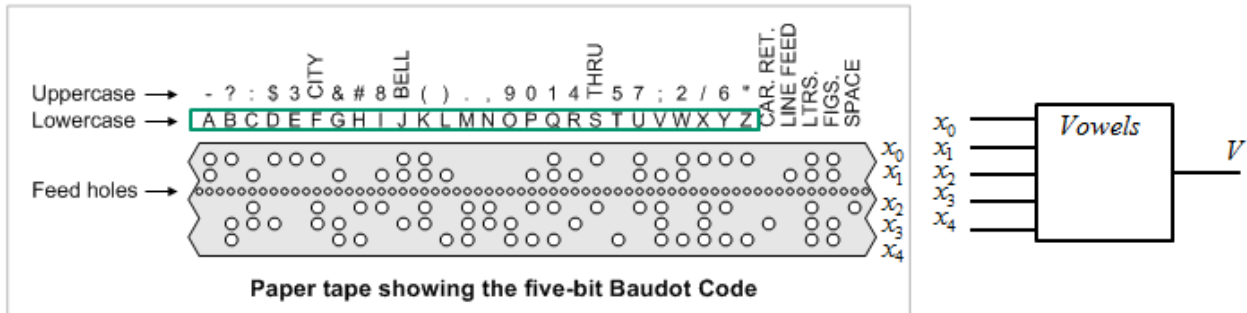 CITY BELL THRU CAR. RET. LINE FEED LTRS. FIGS. SPACE
Uppercase - ? : $ 3 & # 8 ( ) . , 9 0 1 4 5 7 ; 2 / 6 "
Lowercase A B C D E F G H I J K L M N O P Q R S T U V W X Y Z
Feed holes
x0
x1
x2
x3
x4
Paper tape showing the five-bit Baudot Code
x0
x1
x2
x3
x4
Vowels
V